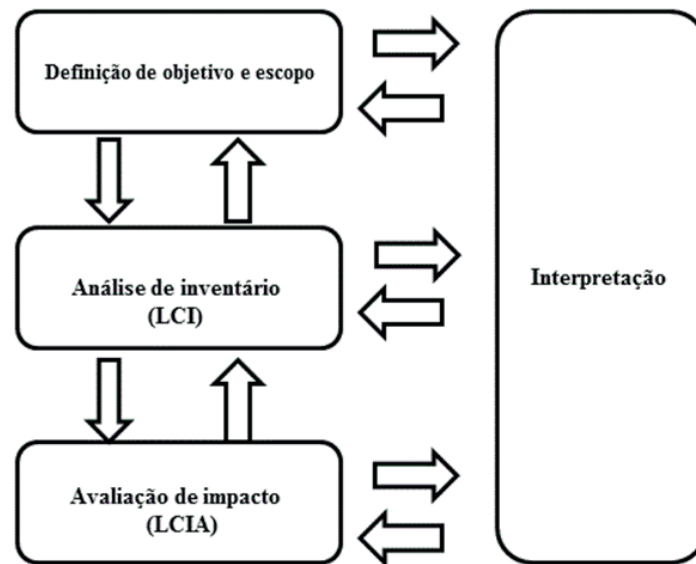 Definição de objetivo e escopo
Análise de inventário
(LCI)
Interpretação
Avaliação de impacto
(LCIA)